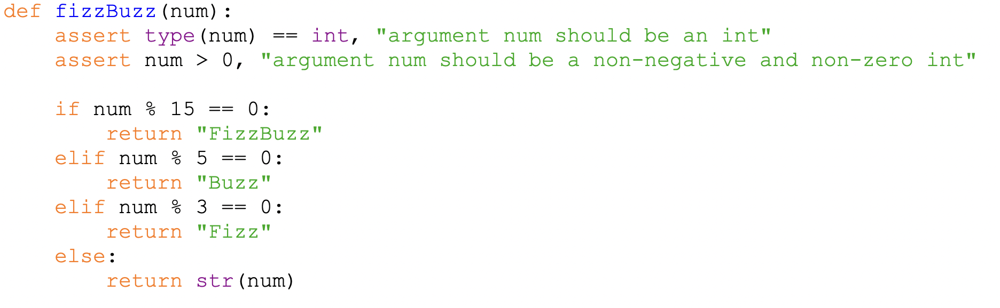 def fizzBuzz(num):
    assert type(num) == int, "argument num should be an int"
    assert num > 0, "argument num should be a non-negative and non-zero int"

    if num % 15 == 0:
        return "FizzBuzz"
    elif num % 5 == 0:
        return "Buzz"
    elif num % 3 == 0:
        return "Fizz"
    else:
        return str(num)